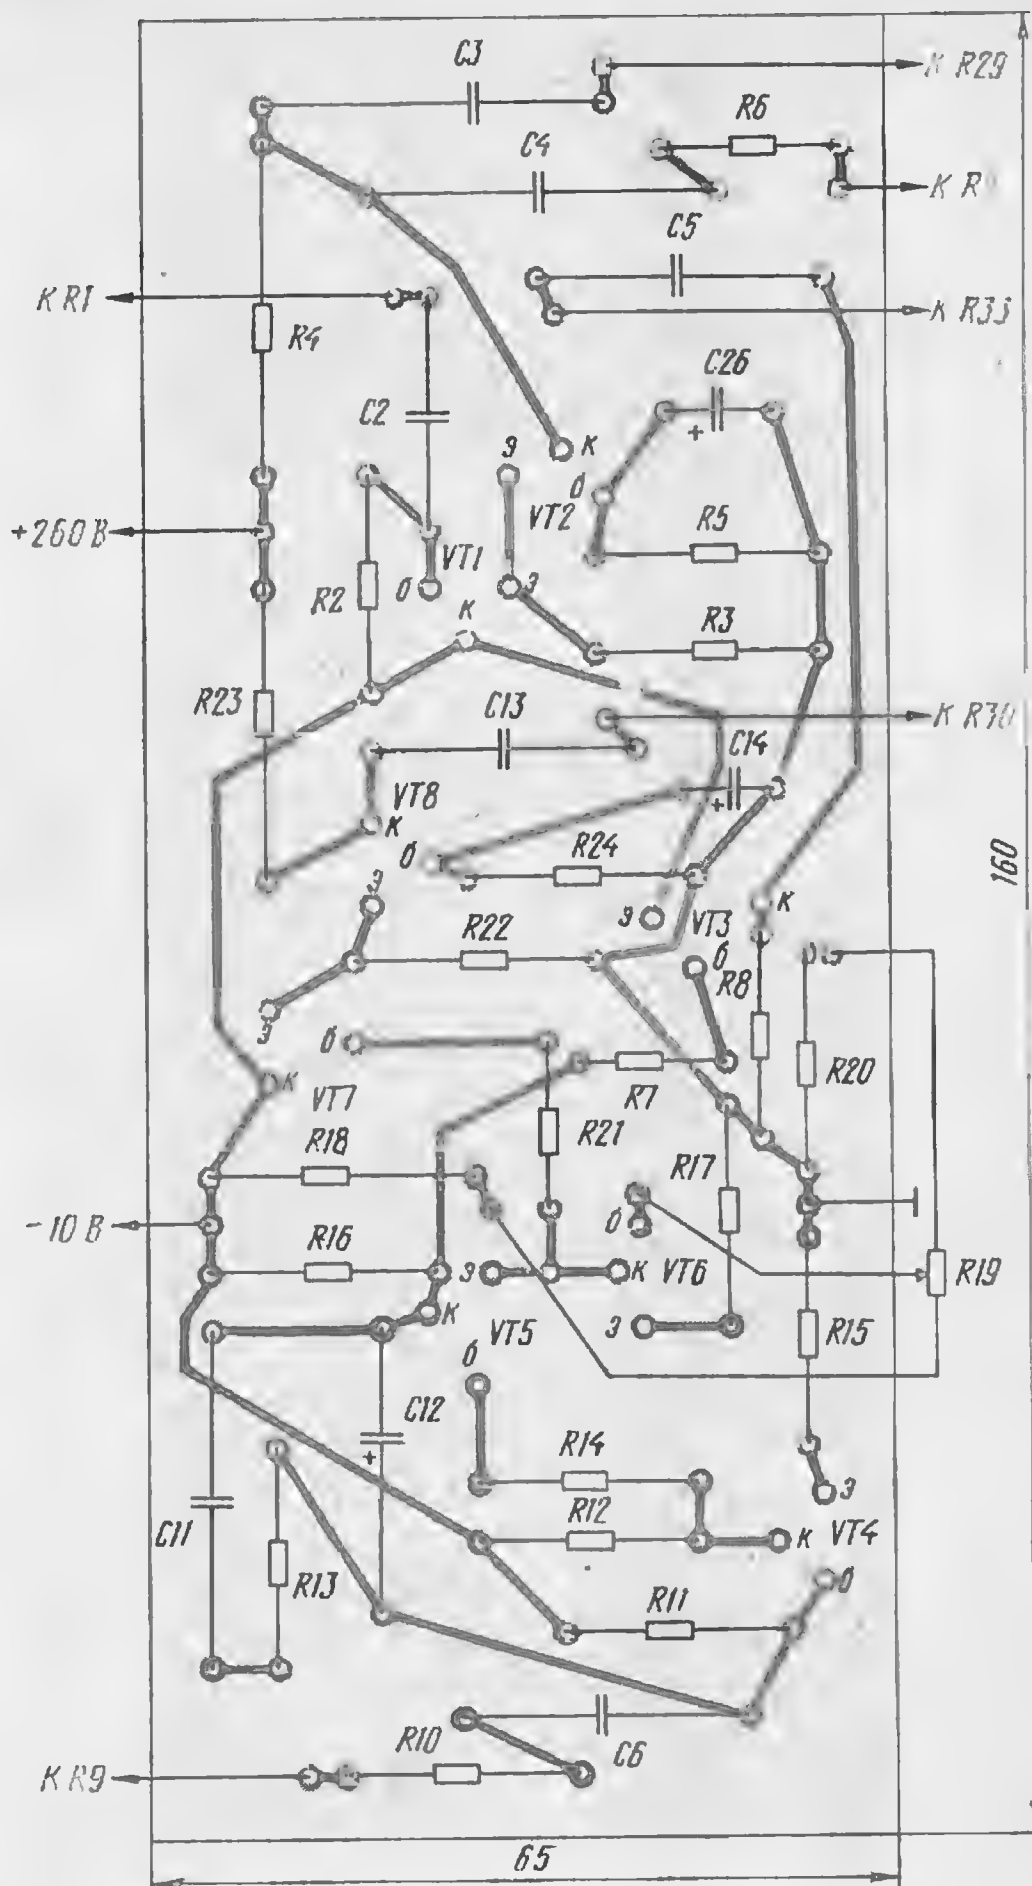 C3
К R29
R6
C4
К R
C5
К R1
К R33
R4
C26
C2
+
э
к
б
VT2
+260 В
R5
VT1
R2
б
э
к
R3
R23
C13
К R30
C14
VT8
+
к
б
R24
э
э
VT3
к
R22
б
R8
э
б
R20
к
VT7
R7
R21
R18
R17
б
-10 В
R16
э
к
VT6
R19
к
VT5
э
R15
б
C12
+
R14
э
C11
R12
к
VT4
R13
б
R11
R10
C6
К R9
65
160